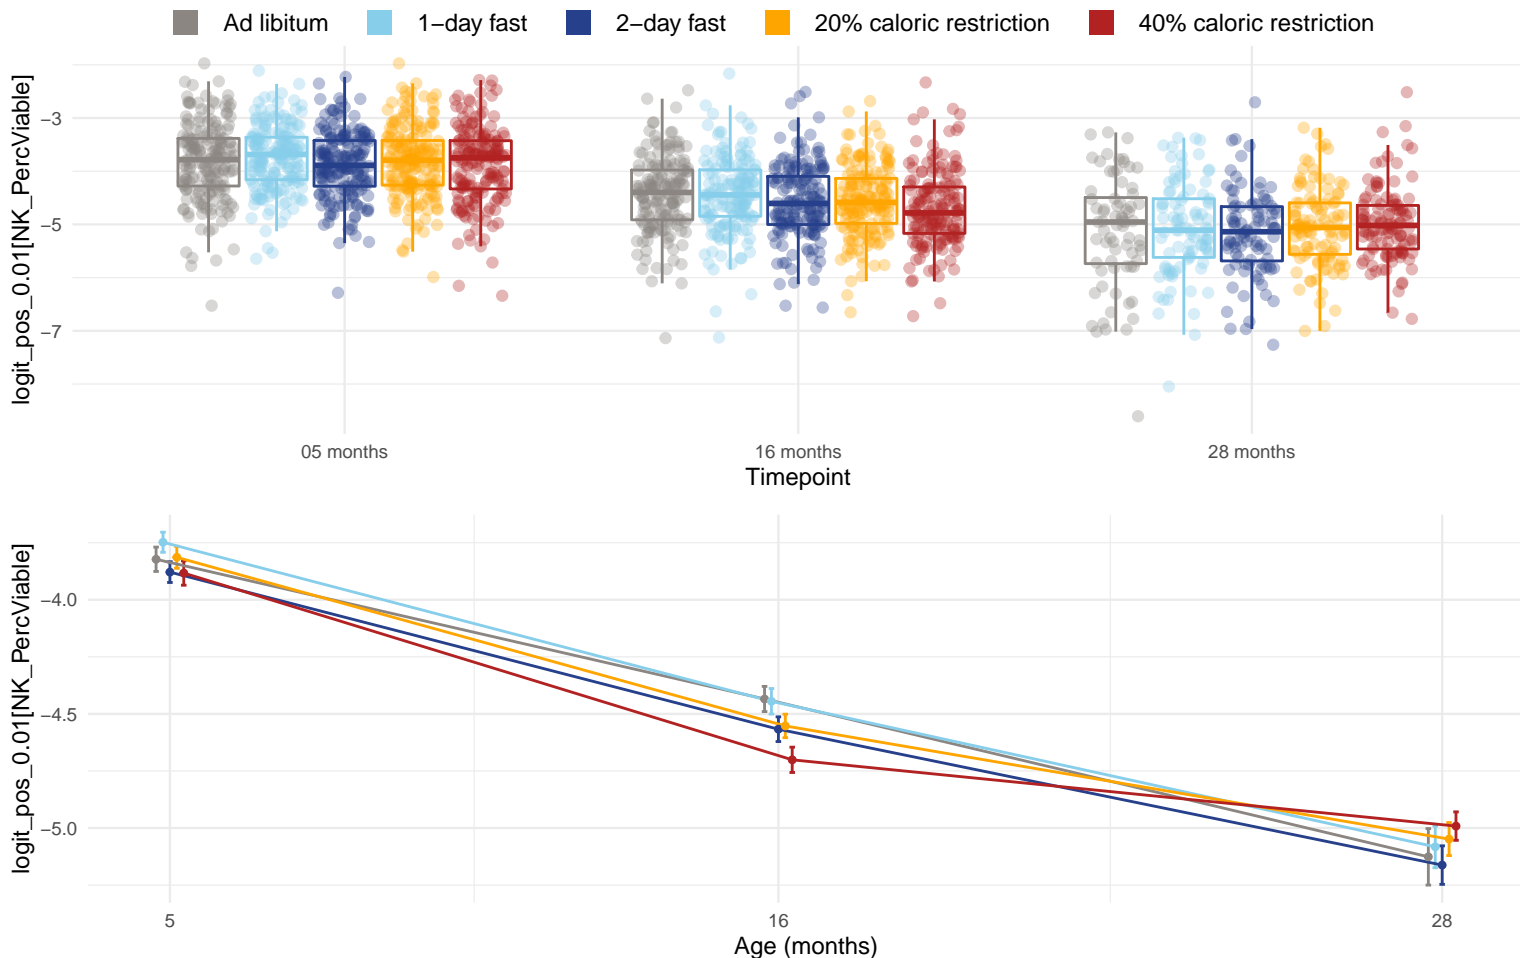 Ad libitum 1−day fast 2−day fast 20% caloric restriction 40% caloric restriction
logit_pos_0.01[NK_PercViable]
−3
−5
−7
05 months 16 months 28 months
Timepoint
logit_pos_0.01[NK_PercViable]
−4.0
−4.5
−5.0
5 16 28
Age (months)